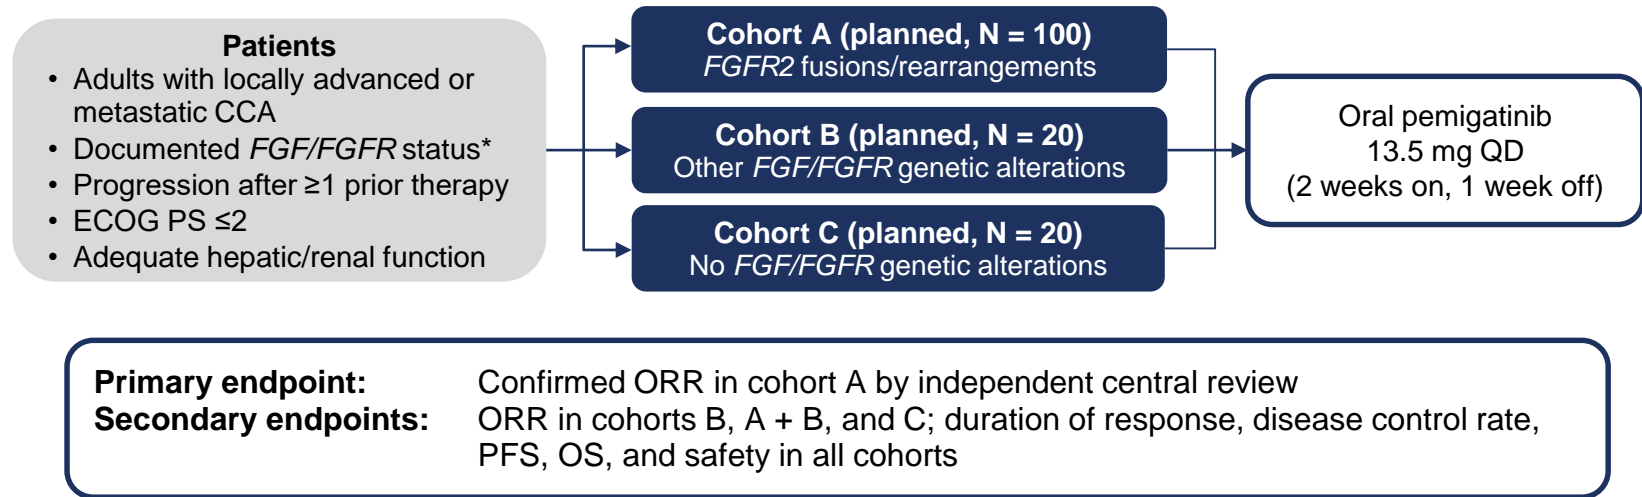 Patients
• Adults with locally advanced or
metastatic CCA
• Documented FGF/FGFR status*
• Progression after ≥1 prior therapy
• ECOG PS ≤2
• Adequate hepatic/renal function
Cohort A (planned, N = 100)
FGFR2 fusions/rearrangements
Cohort B (planned, N = 20)
Other FGF/FGFR genetic alterations
Cohort C (planned, N = 20)
No FGF/FGFR genetic alterations
Oral pemigatinib
13.5 mg QD
(2 weeks on, 1 week off)
Primary endpoint: Confirmed ORR in cohort A by independent central review
Secondary endpoints: ORR in cohorts B, A + B, and C; duration of response, disease control rate,
PFS, OS, and safety in all cohorts